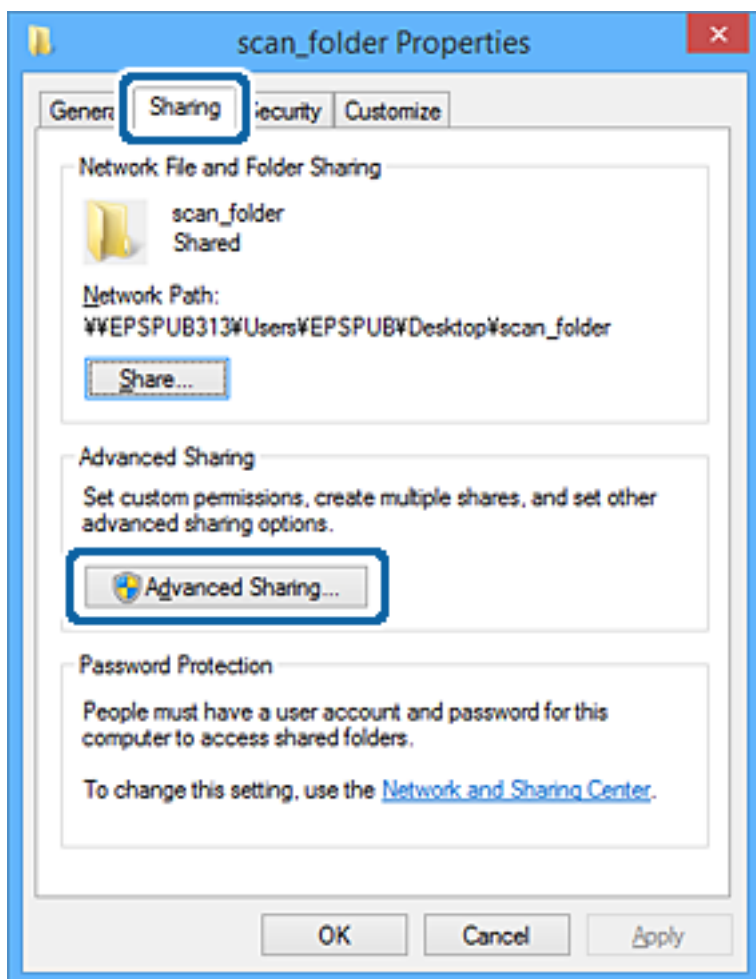 scan_folder Properties
General Sharing Security Customize
Network File and Folder Sharing
scan_folder
Shared
Network Path:
¥¥EPSPUB313¥Users¥EPSPUB¥Desktop¥scan_folder
Share...
Advanced Sharing
Set custom permissions, create multiple shares, and set other
advanced sharing options.
Advanced Sharing...
Password Protection
People must have a user account and password for this
computer to access shared folders.
To change this setting, use the Network and Sharing Center.
OK Cancel Apply